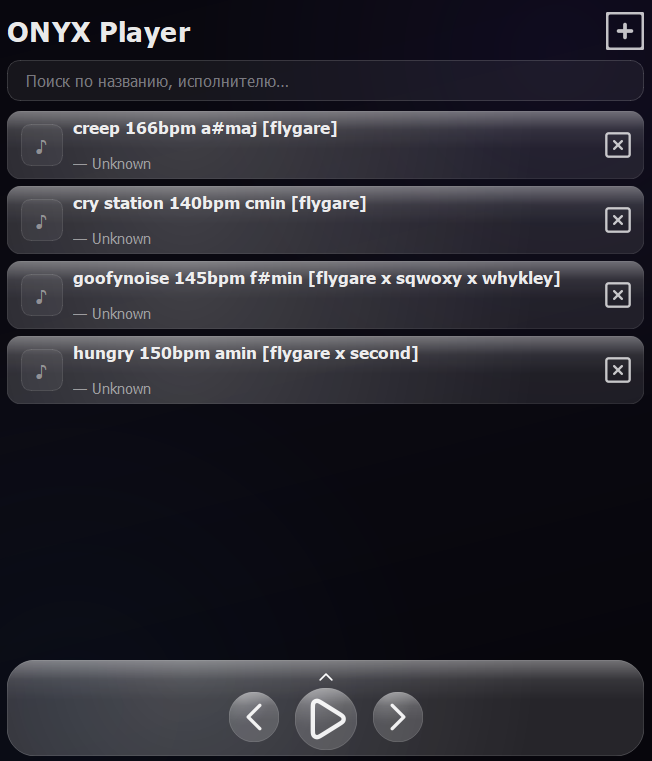 ONYX Player
Поиск по названию, исполнителю...
creep 166bpm a#maj [flygare]
— Unknown
cry station 140bpm cmin [flygare]
— Unknown
goofynoise 145bpm f#min [flygare x sqwoxy x whykley]
— Unknown
hungry 150bpm amin [flygare x second]
— Unknown